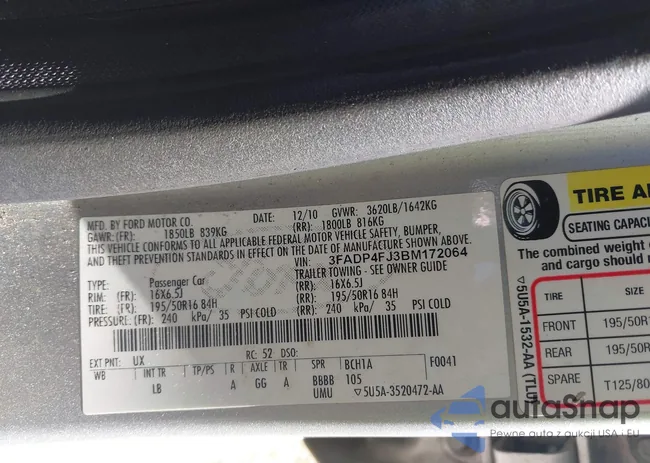 MFD. BY FORD MOTOR CO.
DATE: 12/10 GVWR: 3620LB/1642KG
GAWR:(FR): 1850LB 839KG (RR): 1800LB 816KG
THIS VEHICLE CONFORMS TO ALL APPLICABLE FEDERAL MOTOR VEHICLE SAFETY, BUMPER,
AND THEFT PREVENTION STANDARDS IN EFFECT ON THE DATE OF MANUFACTURE SHOWN ABOVE.
VIN: 3FADP4FJ3BM172064
TYPE: Passenger Car TRAILER TOWING - SEE OWNER GUIDE
RIM: (FR) 16X6.5J (RR): 16X6.5J
TIRE: (FR): 195/50R16 84H (RR): 195/50R16 84H
PRESSURE: (FR): 240 kPa/ 35 PSI COLD (RR): 240 kPa/ 35 PSI COLD
EXT PNT: UX RC: 52 DSO:
WB INT TR TP/PS R AXLE TR SPR BCH1A F0041
LB A GG A BBBB 105
UMU ▽5U5A-3520472-AA
TIRE A
SEATING CAPAC
The combined weight
and cargo should
TIRE SIZE
FRONT 195/50R1
REAR 195/50R
SPARE T125/80
▽5U5A-1532-AA (TLU)
Ford
autoSnap
Pewne auta z aukcji USA i EU